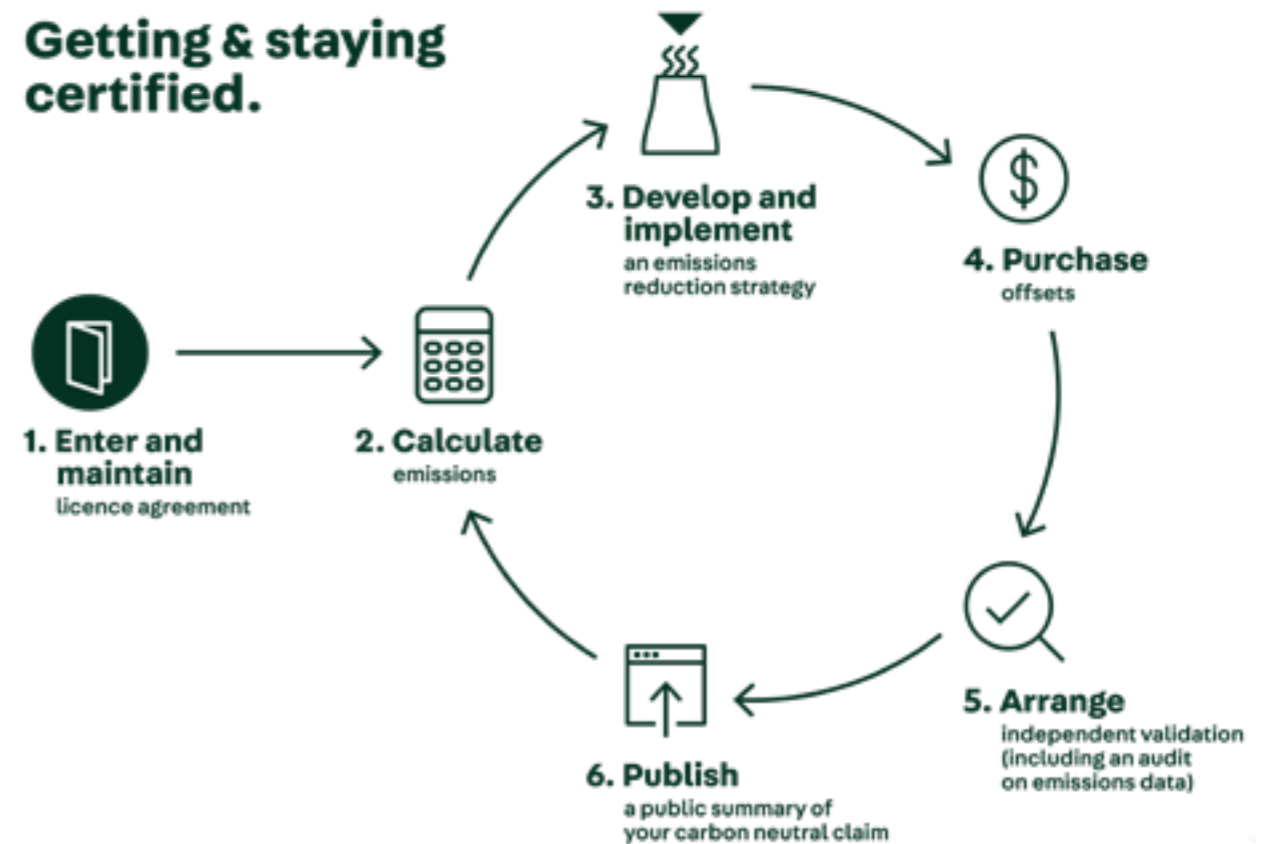 Getting & staying
certified.
1. Enter and
maintain
licence agreement
2. Calculate
emissions
3. Develop and
implement
an emissions
reduction strategy
$
4. Purchase
offsets
5. Arrange
independent validation
(including an audit
on emissions data)
6. Publish
a public summary of
your carbon neutral claim